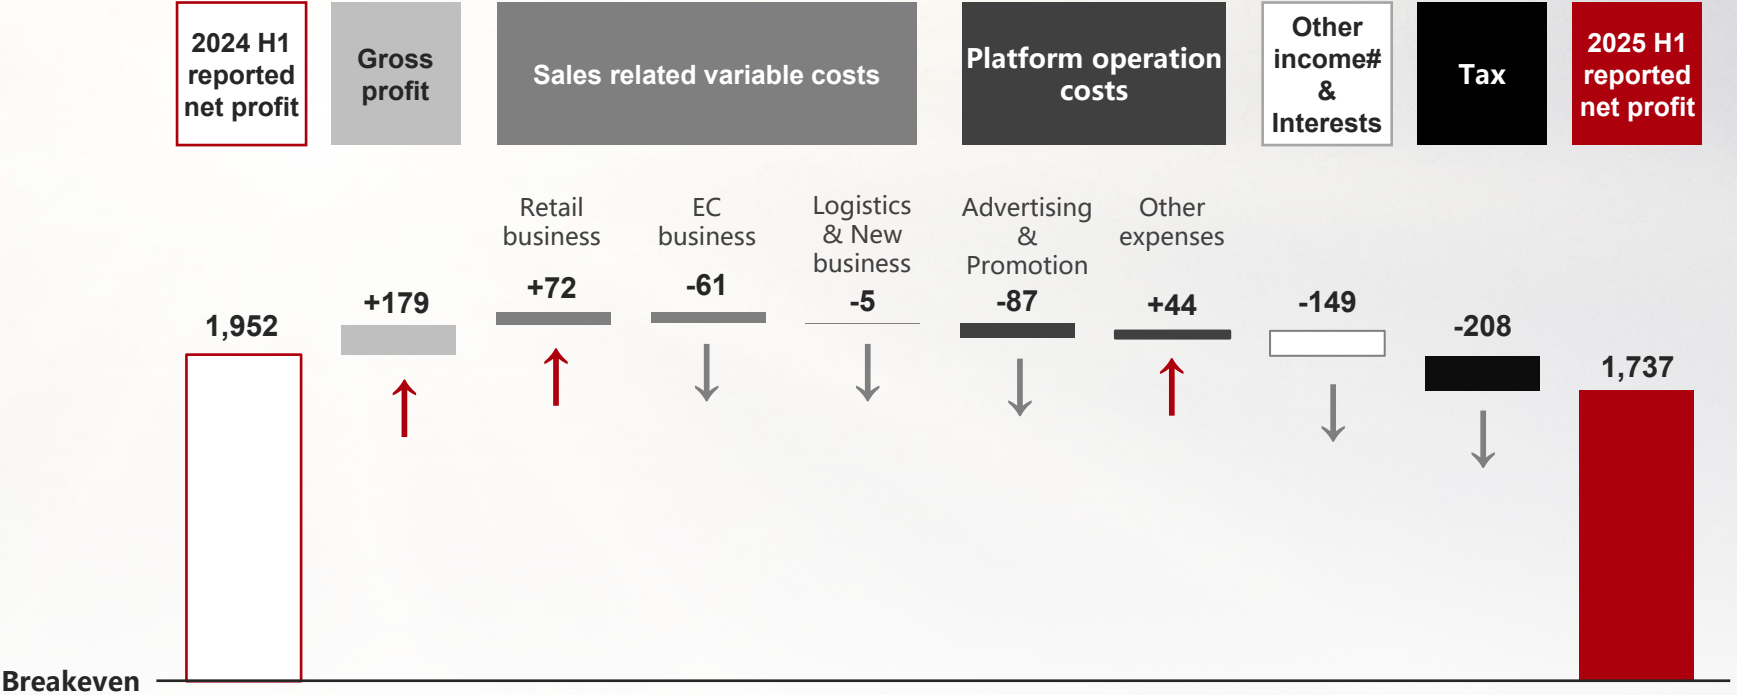 2024 H1
reported
net profit
Gross
profit
Sales related variable costs
Platform operation
costs
Other
income#
&
Interests
Tax
2025 H1
reported
net profit
Retail
business
+72
EC
business
-61
Logistics
& New
business
-5
Advertising
&
Promotion
-87
Other
expenses
+44
1,952
+179
-149
-208
1,737
Breakeven